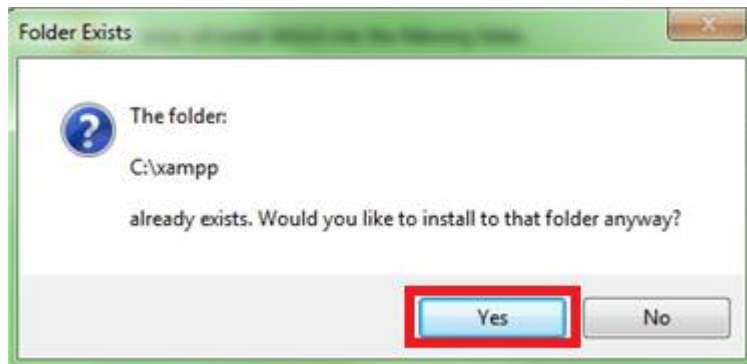 Folder Exists
The folder:
C:\xampp
already exists. Would you like to install to that folder anyway?
Yes No